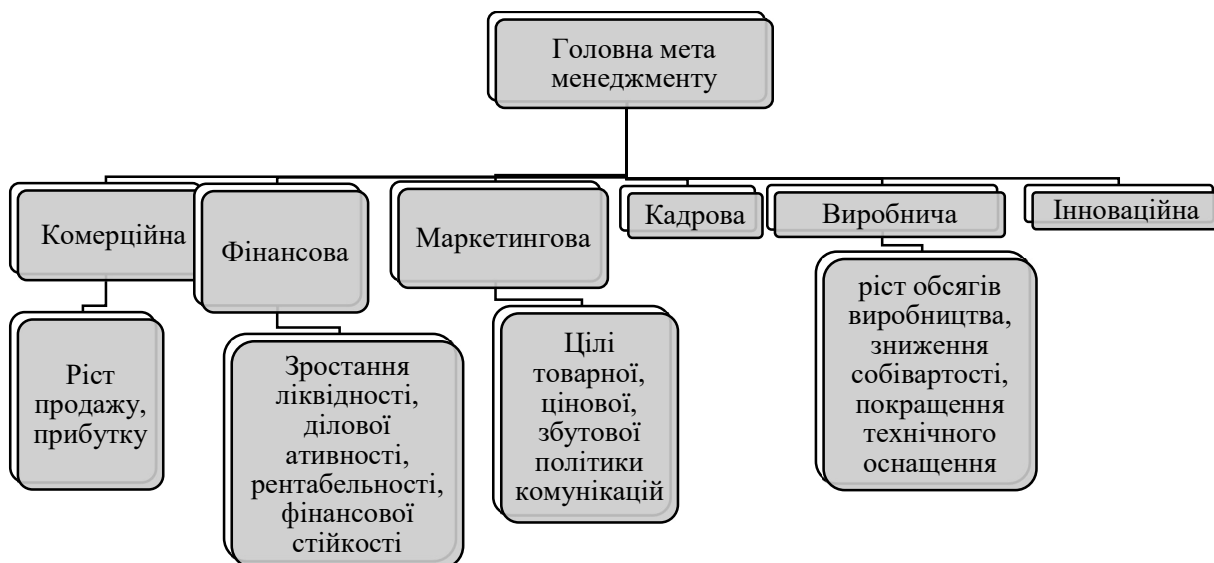 Головна мета
менеджменту
Комерційна
Фінансова
Маркетингова
Кадрова
Виробнича
Інноваційна
Ріст
продажу,
прибутку
Зростання
ліквідності,
ділової
ативності,
рентабельності,
фінансової
стійкості
Цілі
товарної,
цінової,
збутової
політики
комунікацій
ріст обсягів
виробництва,
зниження
собівартості,
покращення
технічного
оснащення